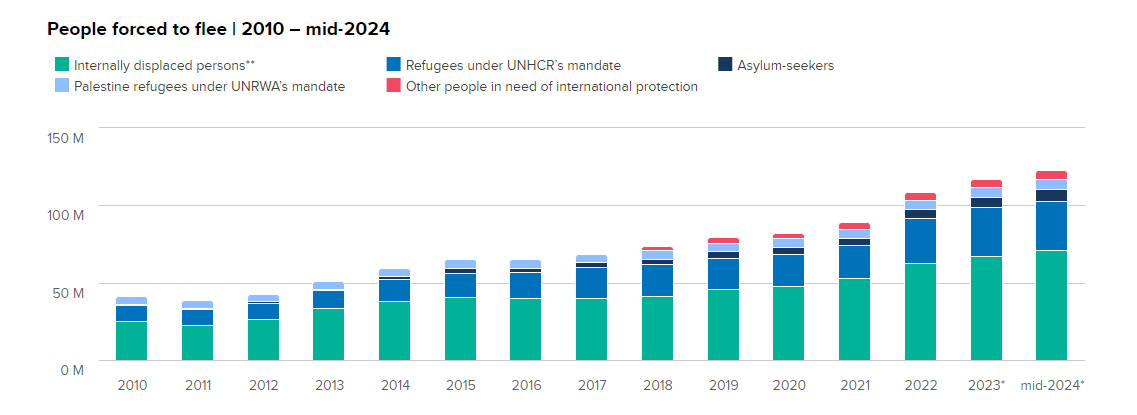 People forced to flee | 2010 – mid-2024
Internally displaced persons** Refugees under UNHCR's mandate Asylum-seekers
Palestine refugees under UNRWA's mandate Other people in need of international protection
150 M
100 M
50 M
0 M
2010 2011 2012 2013 2014 2015 2016 2017 2018 2019 2020 2021 2022 2023* mid-2024*